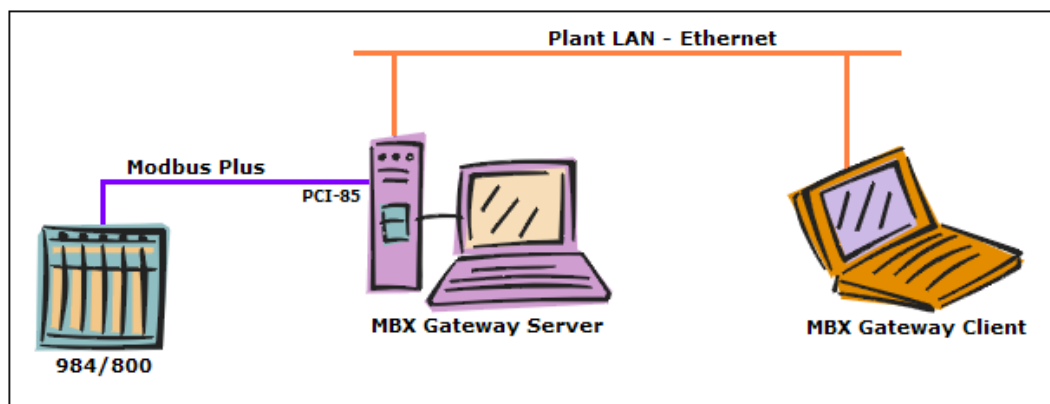 Plant LAN - Ethernet
Modbus Plus
PCI-85
MBX Gateway Server
MBX Gateway Client
984/800